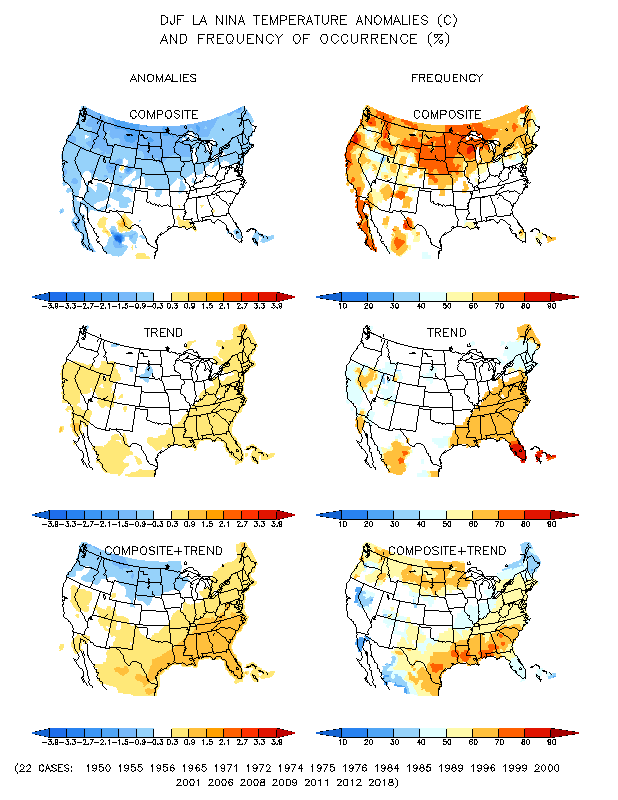 DJF LA NINA TEMPERATURE ANOMALIES (C)
AND FREQUENCY OF OCCURRENCE (%)
ANOMALIES
FREQUENCY
COMPOSITE
COMPOSITE
-3.9 -3.3 -2.7 -2.1 -1.5 -0.9 -0.3 0.3 0.9 1.5 2.1 2.7 3.3 3.9
10 20 30 40 50 60 70 80 90
TREND
TREND
-3.9 -3.3 -2.7 -2.1 -1.5 -0.9 -0.3 0.3 0.9 1.5 2.1 2.7 3.3 3.9
10 20 30 40 50 60 70 80 90
COMPOSITE+TREND
COMPOSITE+TREND
-3.9 -3.3 -2.7 -2.1 -1.5 -0.9 -0.3 0.3 0.9 1.5 2.1 2.7 3.3 3.9
10 20 30 40 50 60 70 80 90
(22 CASES: 1950 1955 1956 1965 1971 1972 1974 1975 1976 1984 1985 1989 1996 1999 2000
2001 2006 2008 2009 2011 2012 2018)